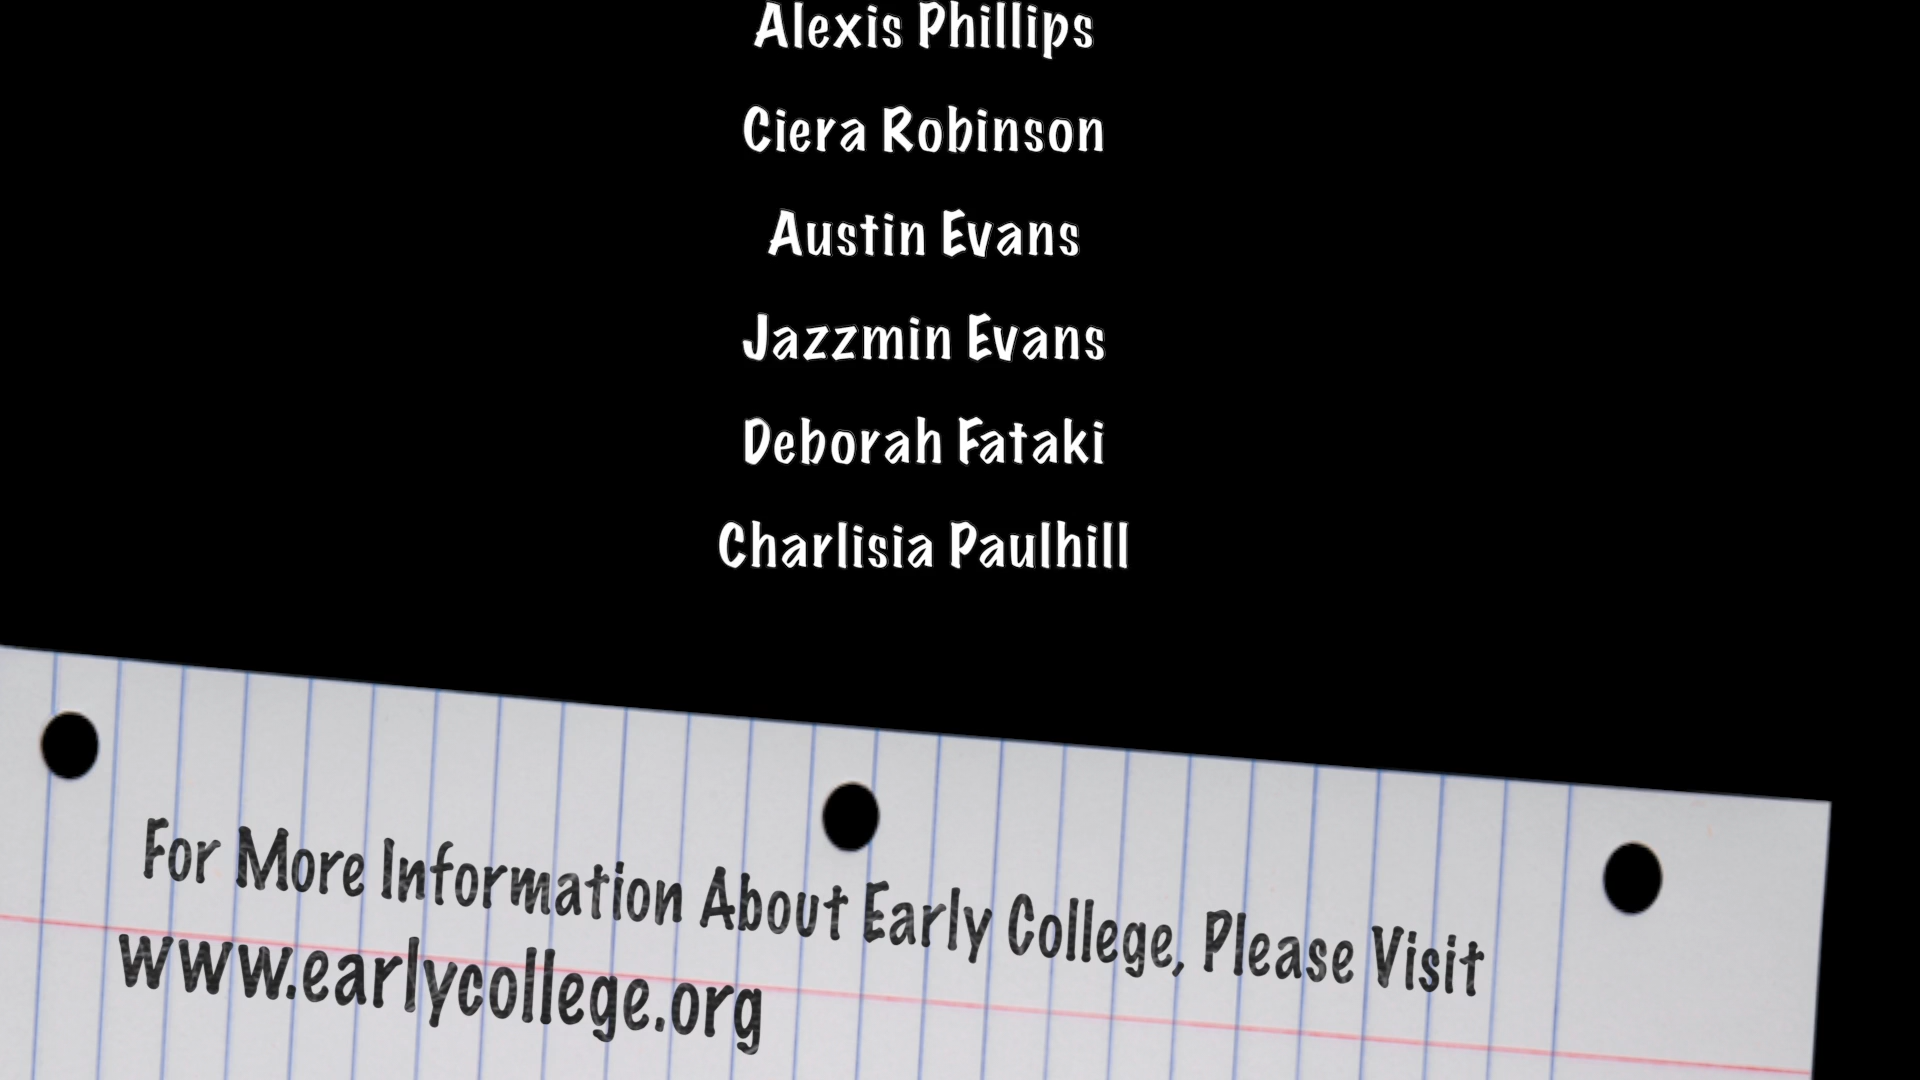 Alexis Phillips
Ciera Robinson
Austin Evans
Jazzmin Evans
Deborah Fataki
Charlisia Paulhill
For More Information About Early College, Please Visit
www.earlycollege.org